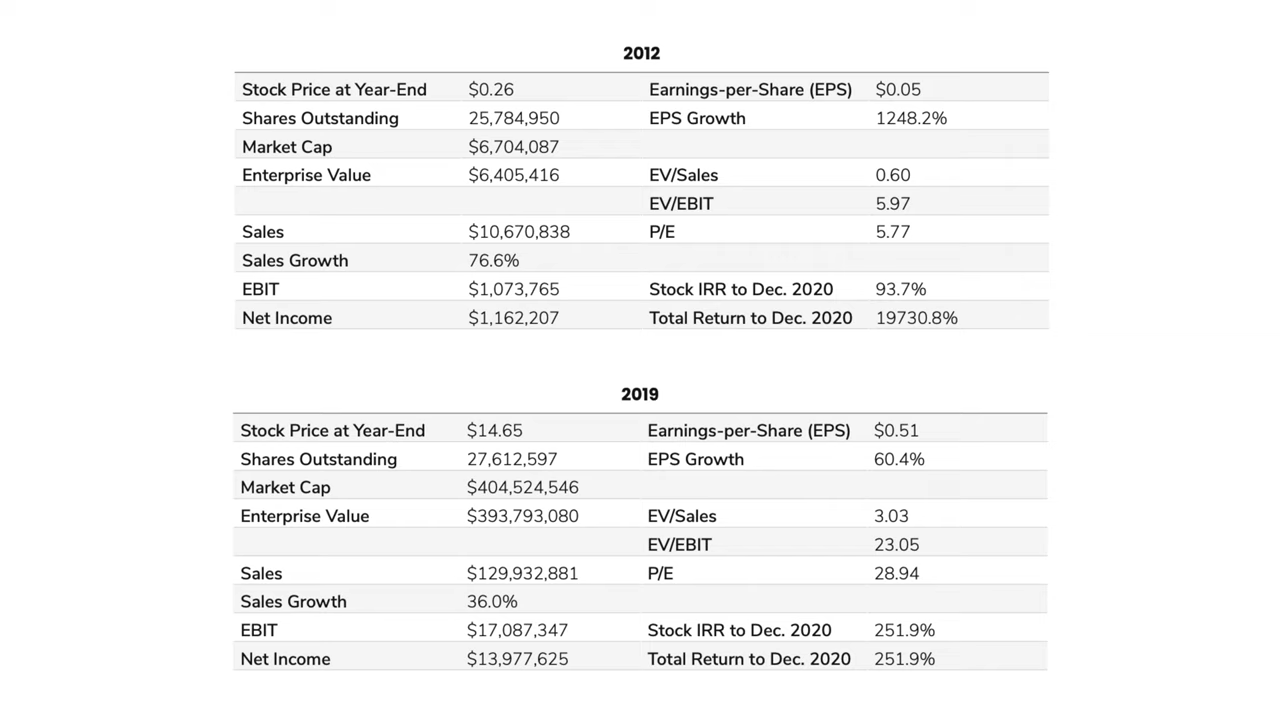 2012
Stock Price at Year-End $0.26 Earnings-per-Share (EPS) $0.05
Shares Outstanding 25,784,950 EPS Growth 1248.2%
Market Cap $6,704,087
Enterprise Value $6,405,416 EV/Sales 0.60
EV/EBIT 5.97
Sales $10,670,838 P/E 5.77
Sales Growth 76.6%
EBIT $1,073,765 Stock IRR to Dec. 2020 93.7%
Net Income $1,162,207 Total Return to Dec. 2020 19730.8%
2019
Stock Price at Year-End $14.65 Earnings-per-Share (EPS) $0.51
Shares Outstanding 27,612,597 EPS Growth 60.4%
Market Cap $404,524,546
Enterprise Value $393,793,080 EV/Sales 3.03
EV/EBIT 23.05
Sales $129,932,881 P/E 28.94
Sales Growth 36.0%
EBIT $17,087,347 Stock IRR to Dec. 2020 251.9%
Net Income $13,977,625 Total Return to Dec. 2020 251.9%